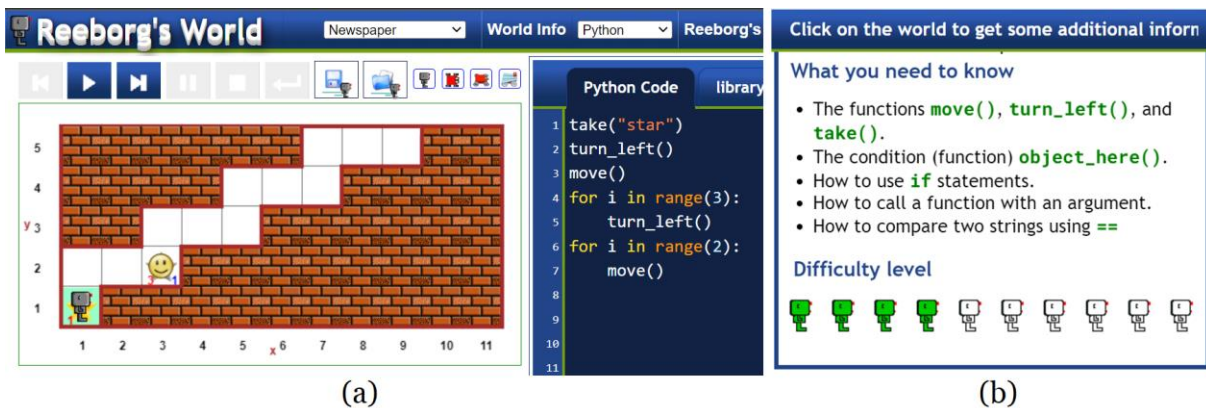 Reeborg's World
Newspaper
World Info
Python
Reeborg's
Python Code
library
1 take("star")
2 turn_left()
3 move()
4 for i in range(3):
5 turn_left()
6 for i in range(2):
7 move()
8
9
10
11
5
4
y 3
2
1
3 1
1
1 2 3 4 5 x 6 7 8 9 10 11
(a)
Click on the world to get some additional inforn
What you need to know
• The functions move(), turn_left(), and
take().
• The condition (function) object_here().
• How to use if statements.
• How to call a function with an argument.
• How to compare two strings using ==
Difficulty level
(b)